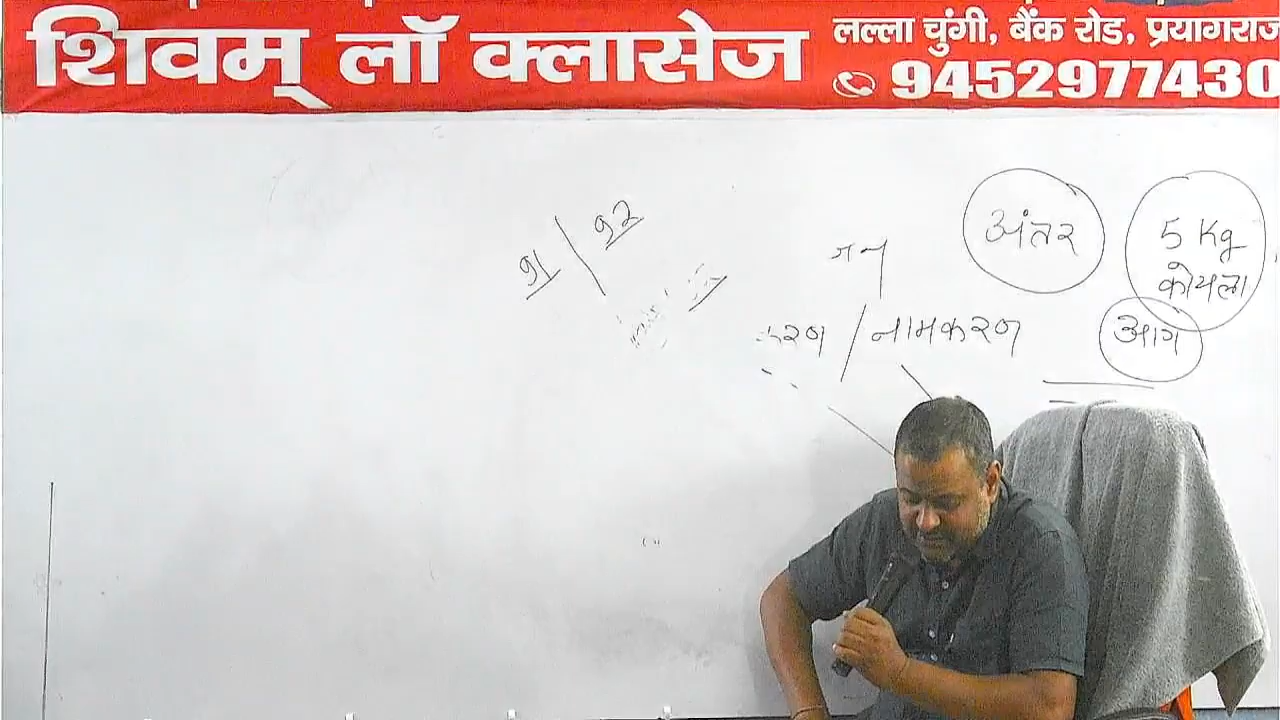 शिवम् लॉ क्लासेज
लल्ला चुंगी, बैंक रोड, प्रयागराज
9452977430
91/92
अंतर
5 Kg
कोयला
नामकरण
आग